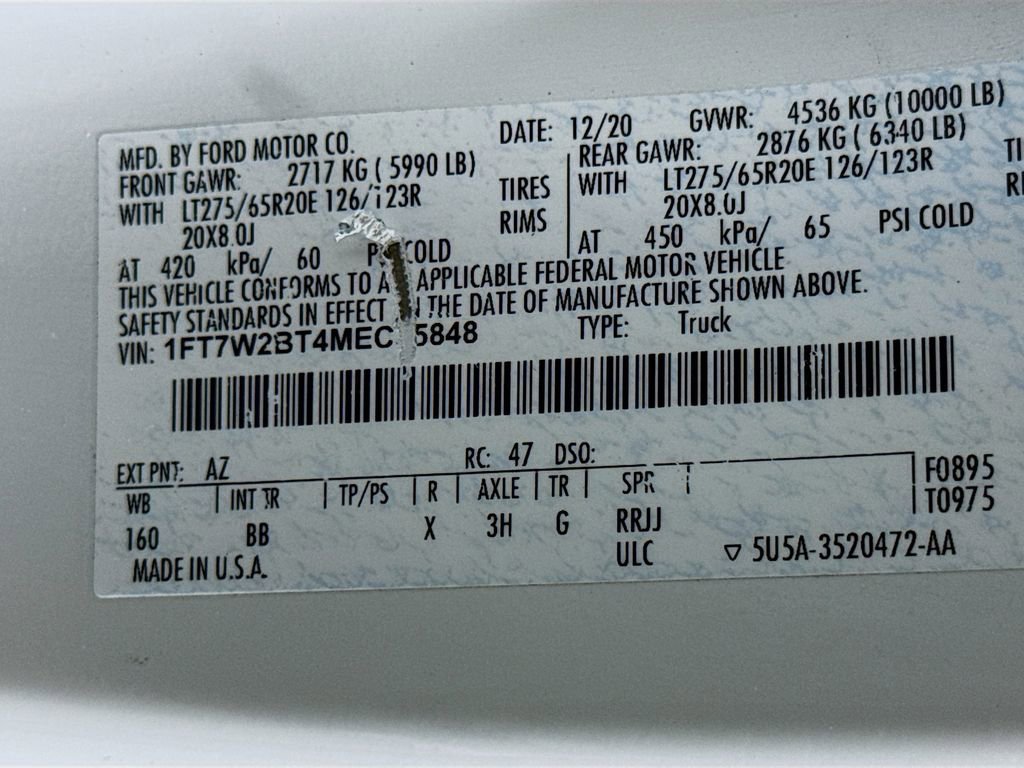 MFD. BY FORD MOTOR CO. DATE: 12/20 GVWR: 4536 KG (10000 LB)
FRONT GAWR: 2717 KG ( 5990 LB) REAR GAWR: 2876 KG ( 6340 LB)
WITH LT275/65R20E 126/123R TIRES WITH LT275/65R20E 126/123R
20X8.0J RIMS 20X8.0J
AT 420 kPa/ 60 PSI COLD AT 450 kPa/ 65 PSI COLD
THIS VEHICLE CONFORMS TO APPLICABLE FEDERAL MOTOR VEHICLE
SAFETY STANDARDS IN EFFECT THE DATE OF MANUFACTURE SHOWN ABOVE.
VIN: TYPE: Truck
EXT PNT: AZ RC: 47 DSO:
WB INT TR TP/PS R AXLE TR SPR F0895
160 BB X 3H G RRJJ T0975
MADE IN U.S.A. ULC ▽ 5U5A-3520472-AA